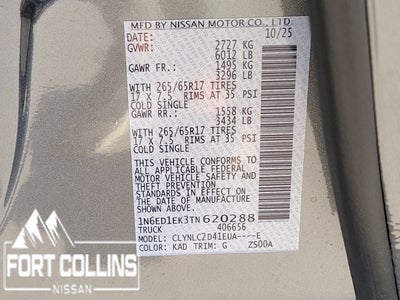 MFD BY NISSAN MOTOR CO., LTD.
DATE: 10/25
GVWR: 2727 KG
6012 LB
GAWR FR.: 1495 KG
3296 LB
WITH 265/65R17 TIRES
17 X 7.5 RIMS AT 35 PSI
COLD SINGLE
GAWR RR.: 1558 KG
3434 LB
WITH 265/65R17 TIRES
17 X 7.5 RIMS AT 35 PSI
COLD SINGLE
THIS VEHICLE CONFORMS TO
ALL APPLICABLE FEDERAL
MOTOR VEHICLE SAFETY AND
THEFT PREVENTION
STANDARDS IN EFFECT ON
THE DATE OF MANUFACTURE
SHOWN ABOVE.
1N6ED1EK3TN620288
TRUCK 406656
MODEL: CLYNLC2D41EUA----E
COLOR: KAD TRIM: G ZS00A
FORT COLLINS
NISSAN